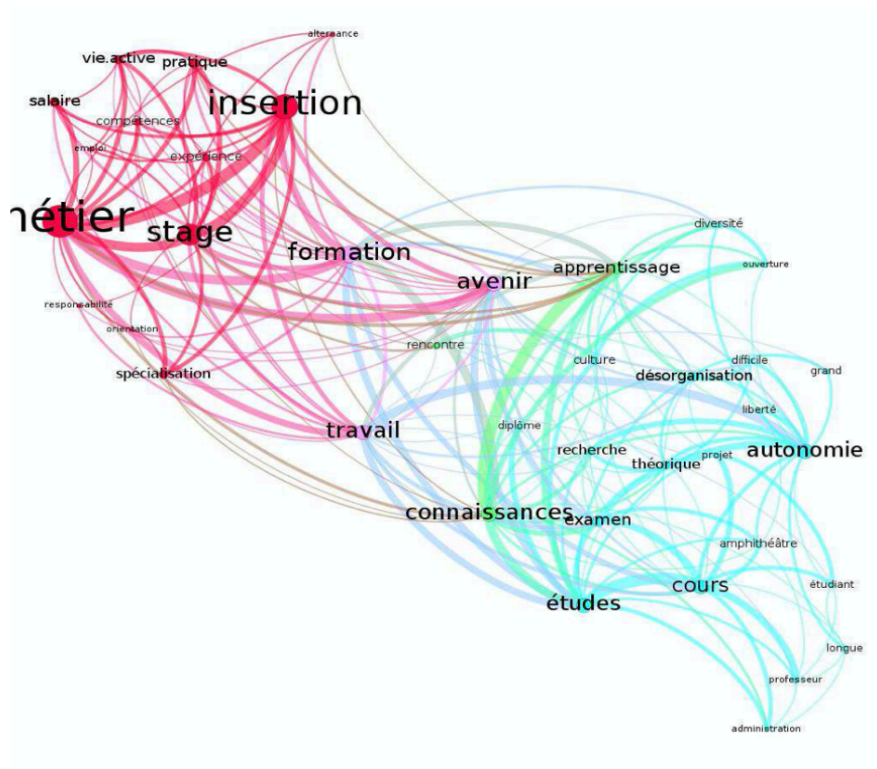 alternance
vie.active
pratique
salaire
insertion
compétences
emploi
expérience
métier
stage
diversité
formation
ouverture
apprentissage
avenir
responsabilité
orientation
rencontre
culture
difficile
spécialisation
désorganisation
grand
liberté
diplôme
travail
recherche
projet
autonomie
théorique
connaissances
examen
amphithéâtre
cours
étudiant
études
longue
professeur
administration